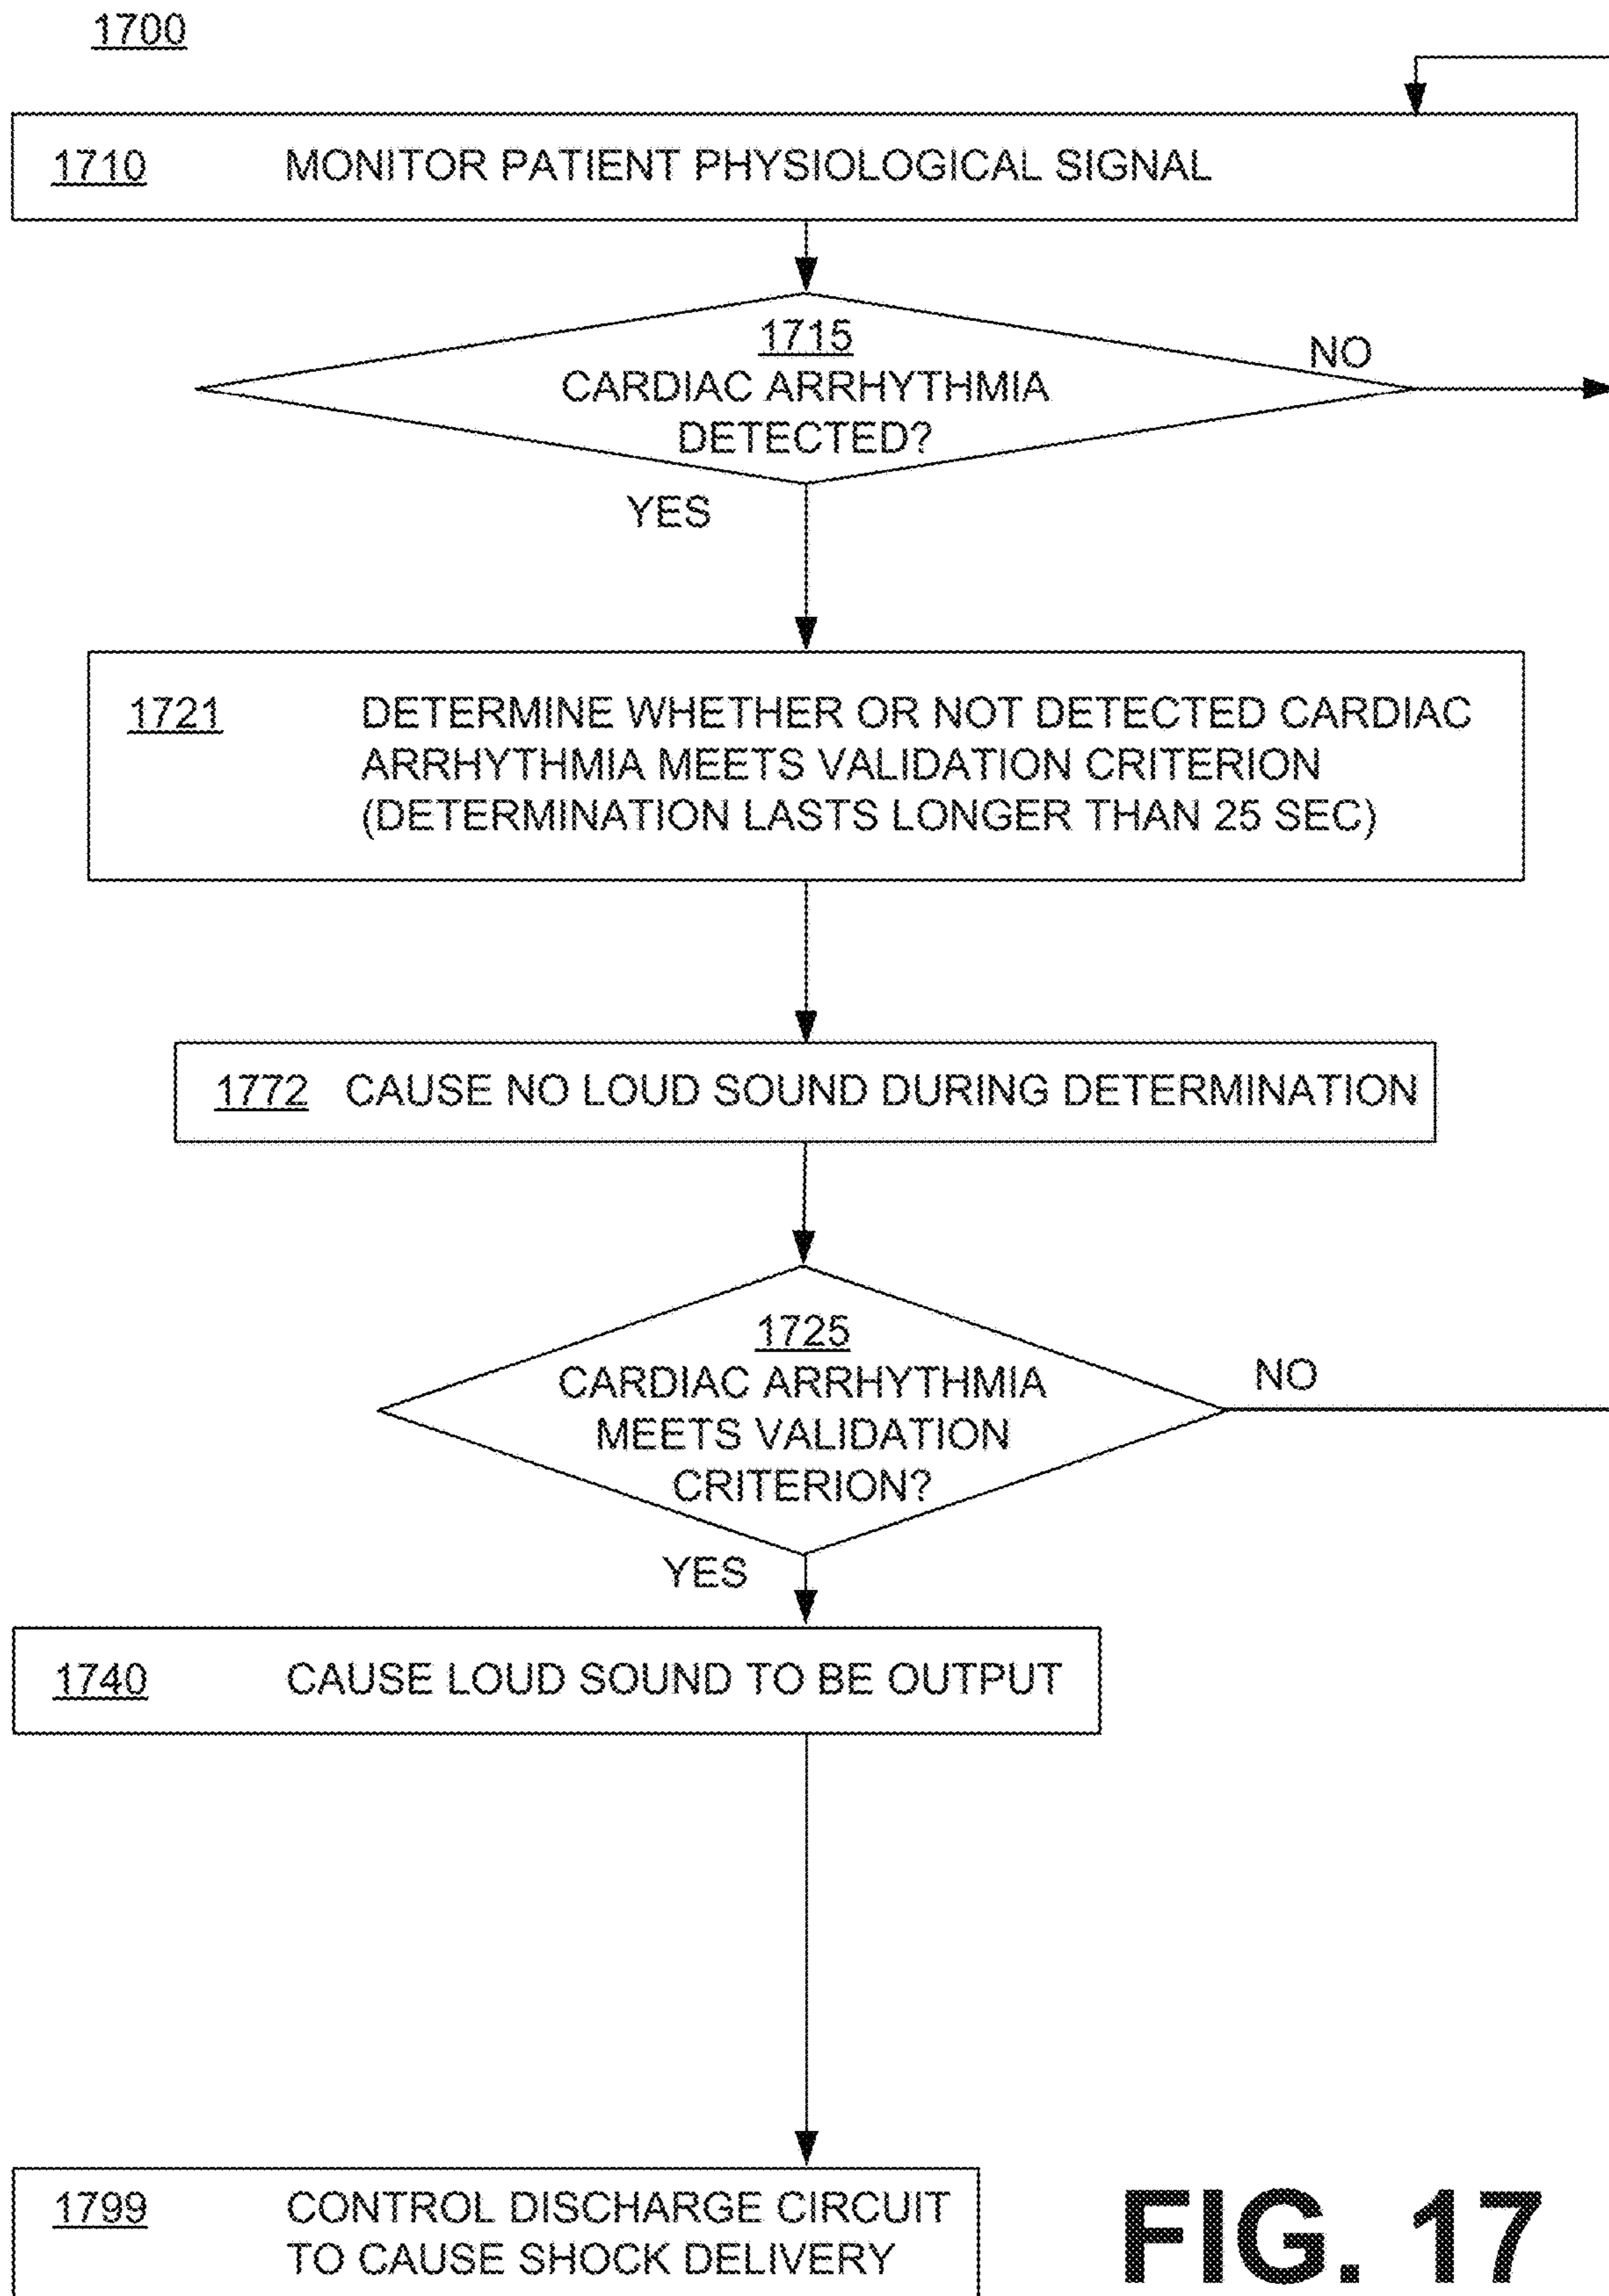 1700
1710 MONITOR PATIENT PHYSIOLOGICAL SIGNAL
1715
CARDIAC ARRHYTHMIA
DETECTED?
NO
YES
1721 DETERMINE WHETHER OR NOT DETECTED CARDIAC
ARRHYTHMIA MEETS VALIDATION CRITERION
(DETERMINATION LASTS LONGER THAN 25 SEC)
1772 CAUSE NO LOUD SOUND DURING DETERMINATION
1725
CARDIAC ARRHYTHMIA
MEETS VALIDATION
CRITERION?
NO
YES
1740 CAUSE LOUD SOUND TO BE OUTPUT
1799 CONTROL DISCHARGE CIRCUIT
TO CAUSE SHOCK DELIVERY
FIG. 17